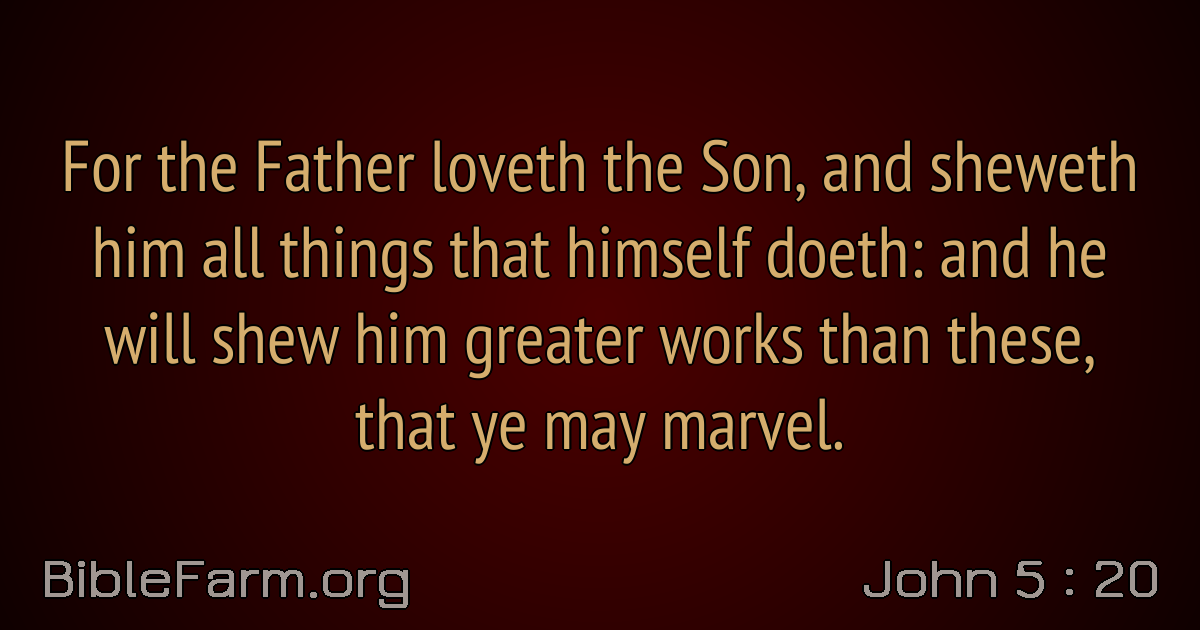 For the Father loveth the Son, and sheweth
him all things that himself doeth: and he
will shew him greater works than these,
that ye may marvel.
BibleFarm.org
John 5 : 20